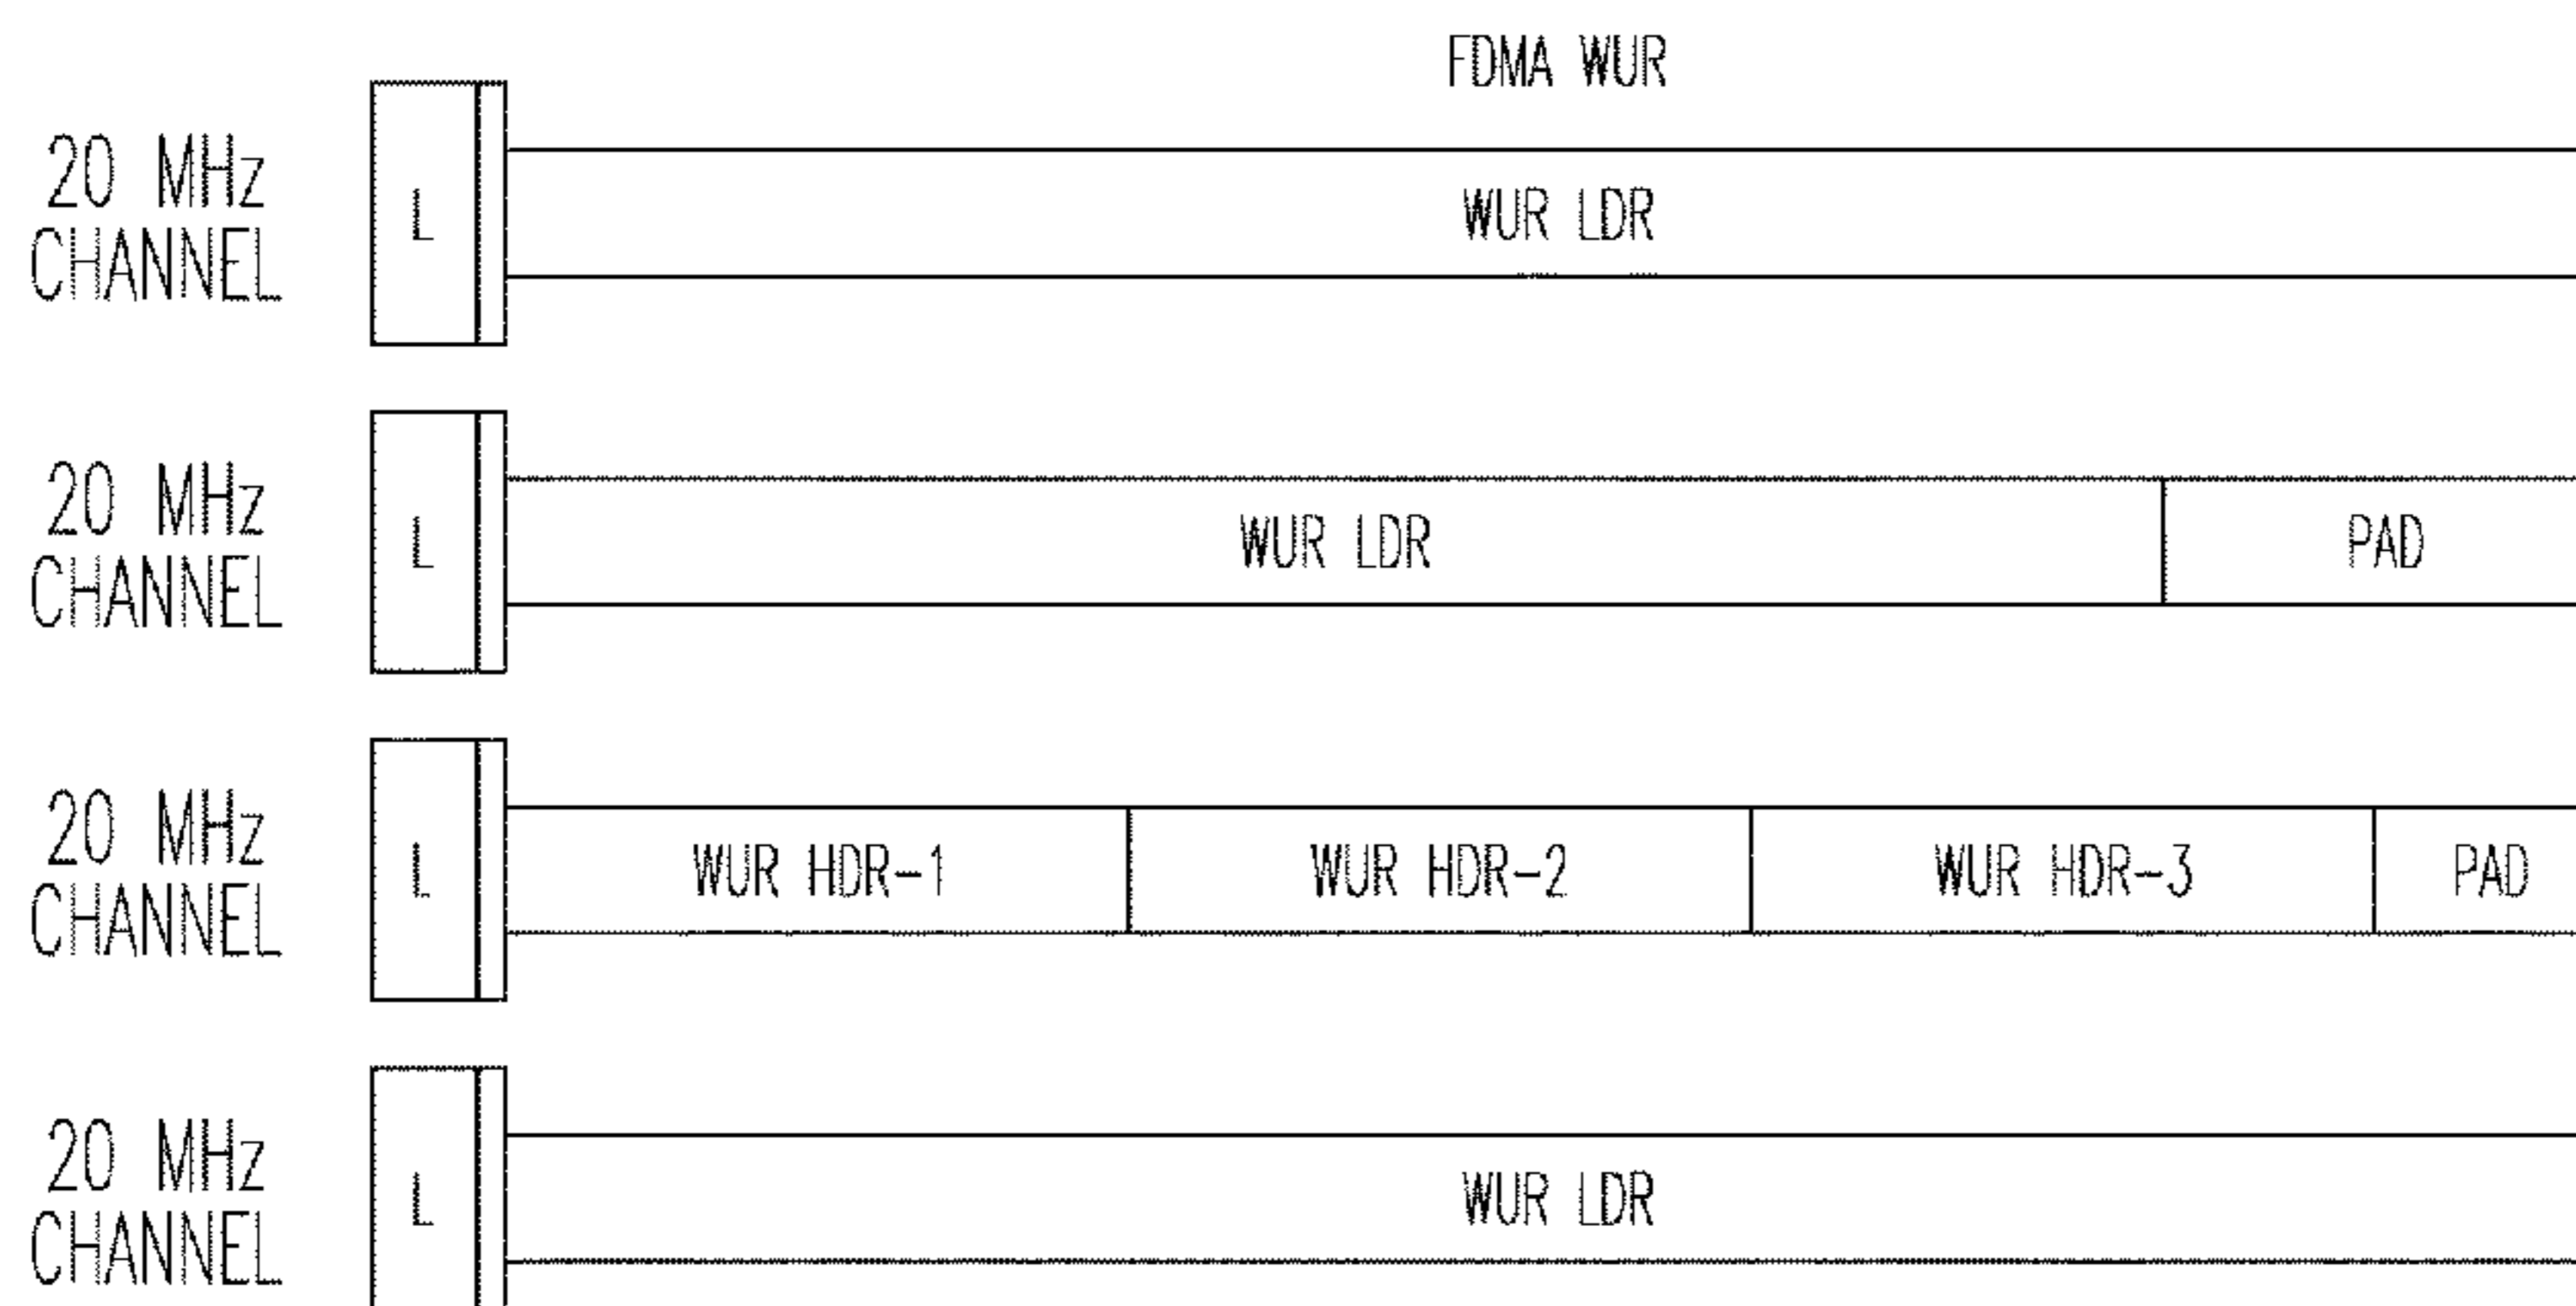 FDMA WUR
20 MHz
CHANNEL
L
WUR LDR
20 MHz
CHANNEL
L
WUR LDR
PAD
20 MHz
CHANNEL
L
WUR HDR-1
WUR HDR-2
WUR HDR-3
PAD
20 MHz
CHANNEL
L
WUR LDR